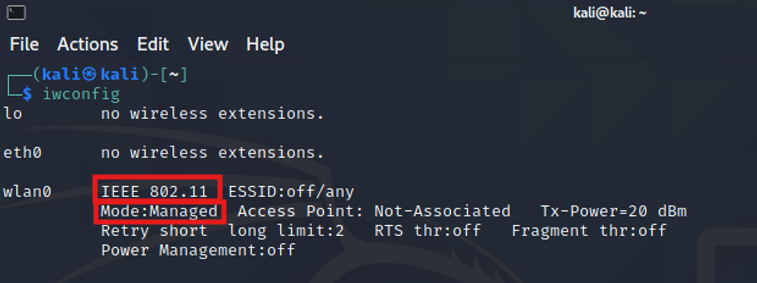 kali@kali: ~
File Actions Edit View Help
┌──(kali㉿kali)-[~]
└─$ iwconfig
lo        no wireless extensions.
eth0      no wireless extensions.
wlan0     IEEE 802.11  ESSID:off/any
          Mode:Managed  Access Point: Not-Associated   Tx-Power=20 dBm
          Retry short  long limit:2   RTS thr:off   Fragment thr:off
          Power Management:off